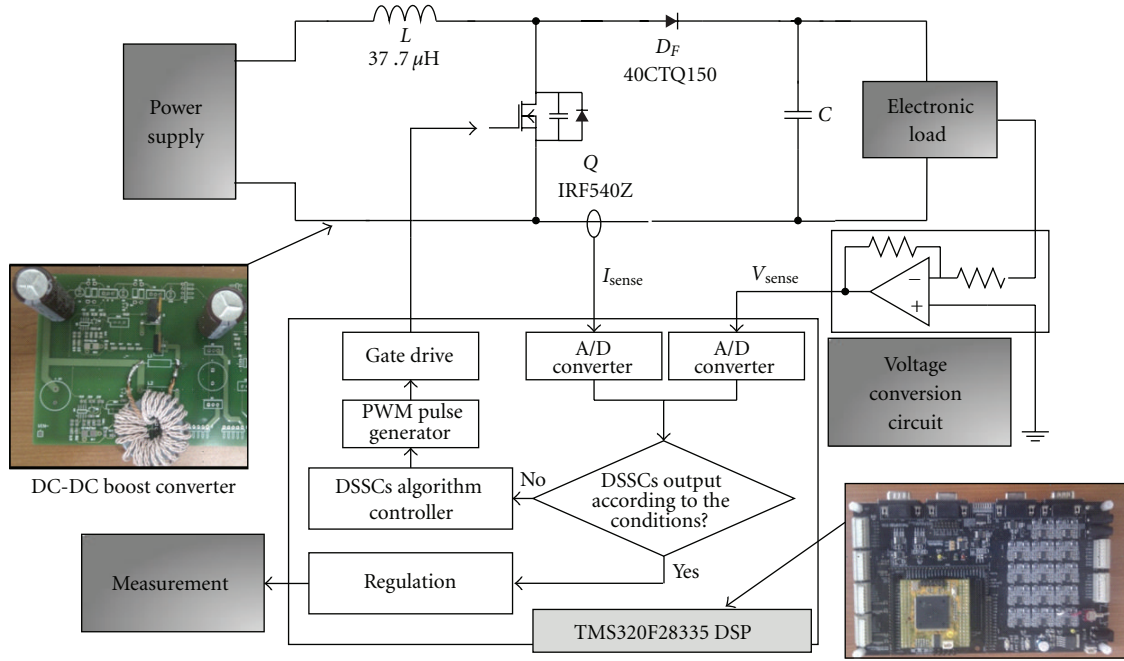 L
37 .7 μH
D_F
40CTQ150
Power
supply
C
Electronic
load
Q
IRF540Z
I_sense
V_sense
−
+
Gate drive
A/D
converter
A/D
converter
Voltage
conversion
circuit
PWM pulse
generator
DC-DC boost converter
DSSCs algorithm
controller
No
DSSCs output
according to the
conditions?
Measurement
Regulation
Yes
TMS320F28335 DSP